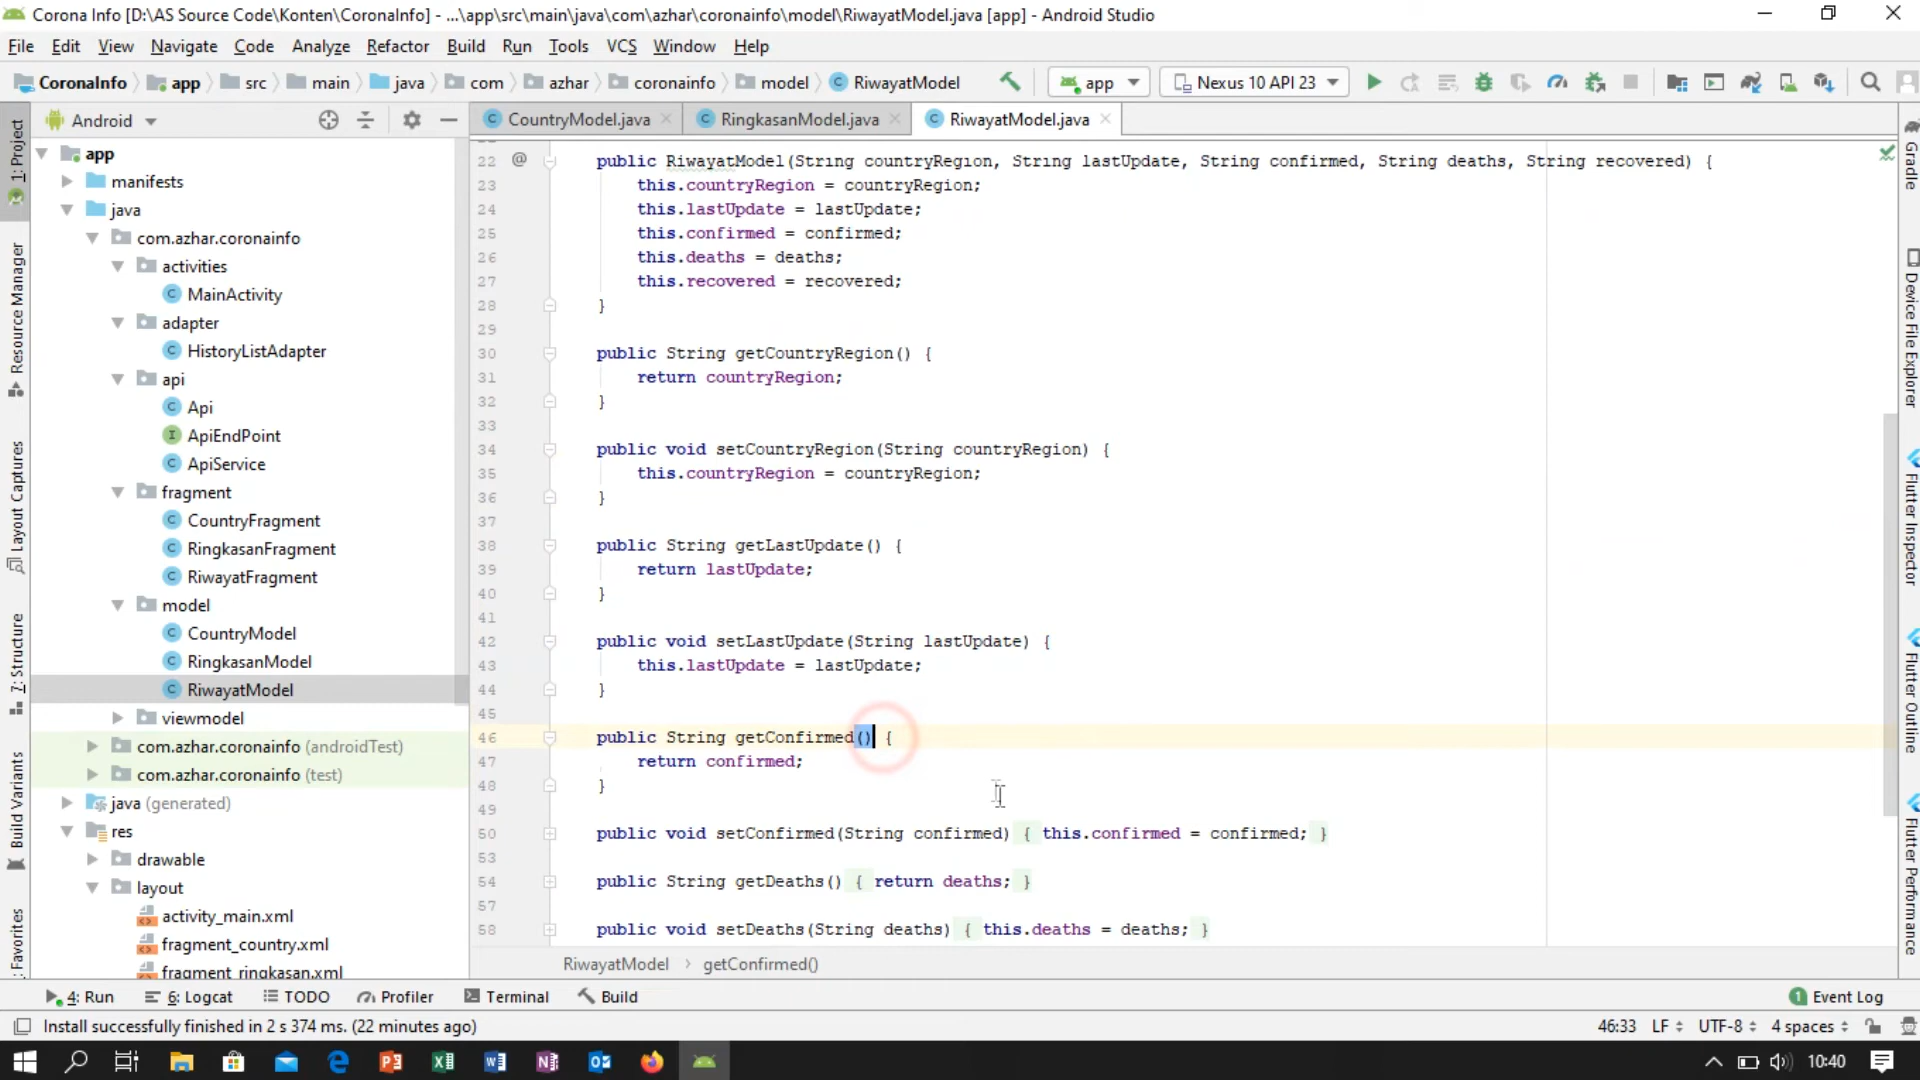 Corona Info [D:\AS Source Code\Konten\CoronaInfo] - ...\app\src\main\java\com\azhar\coronainfo\model\RiwayatModel.java [app] - Android Studio
File Edit View Navigate Code Analyze Refactor Build Run Tools VCS Window Help
CoronaInfo app src main java com azhar coronainfo model RiwayatModel app Nexus 10 API 23
Android
CountryModel.java RingkasanModel.java RiwayatModel.java
app
manifests
java
com.azhar.coronainfo
activities
MainActivity
adapter
HistoryListAdapter
api
Api
ApiEndPoint
ApiService
fragment
CountryFragment
RingkasanFragment
RiwayatFragment
model
CountryModel
RingkasanModel
RiwayatModel
viewmodel
com.azhar.coronainfo (androidTest)
com.azhar.coronainfo (test)
java (generated)
res
drawable
layout
activity_main.xml
fragment_country.xml
fragment_ringkasan.xml
1: Project
Resource Manager
Layout Captures
7: Structure
Build Variants
Favorites
22 @ public RiwayatModel(String countryRegion, String lastUpdate, String confirmed, String deaths, String recovered) {
23 this.countryRegion = countryRegion;
24 this.lastUpdate = lastUpdate;
25 this.confirmed = confirmed;
26 this.deaths = deaths;
27 this.recovered = recovered;
28 }
29
30 public String getCountryRegion() {
31 return countryRegion;
32 }
33
34 public void setCountryRegion(String countryRegion) {
35 this.countryRegion = countryRegion;
36 }
37
38 public String getLastUpdate() {
39 return lastUpdate;
40 }
41
42 public void setLastUpdate(String lastUpdate) {
43 this.lastUpdate = lastUpdate;
44 }
45
46 public String getConfirmed() {
47 return confirmed;
48 }
49
50 public void setConfirmed(String confirmed) { this.confirmed = confirmed; }
53
54 public String getDeaths() { return deaths; }
57
58 public void setDeaths(String deaths) { this.deaths = deaths; }
RiwayatModel › getConfirmed()
Gradle
Device File Explorer
Flutter Inspector
Flutter Outline
Flutter Performance
4: Run 6: Logcat TODO Profiler Terminal Build 1 Event Log
Install successfully finished in 2 s 374 ms. (22 minutes ago) 46:33 LF UTF-8 4 spaces
10:40